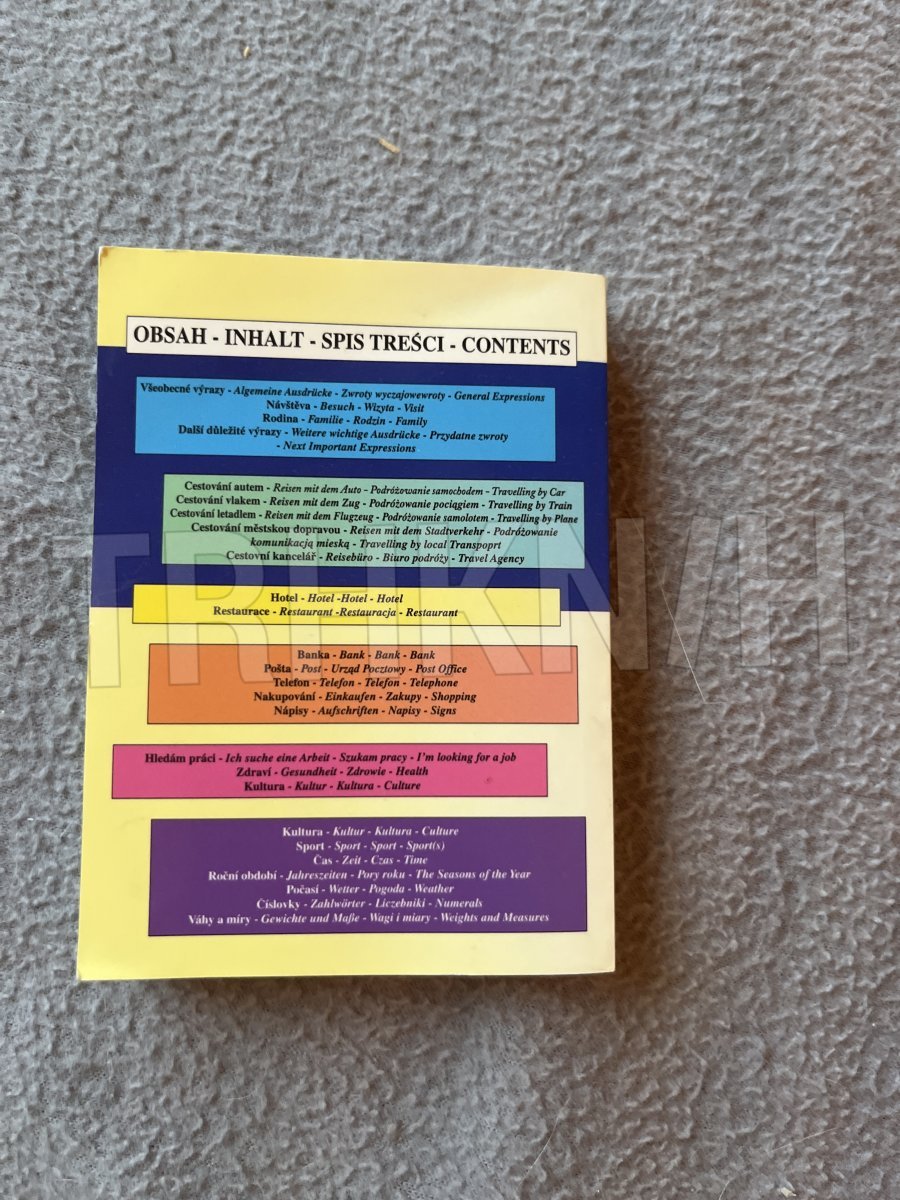 OBSAH - INHALT - SPIS TREŚCI - CONTENTS
Všeobecné výrazy - Algemeine Ausdrücke - Zwroty wyczajowewroty - General Expressions
Návštěva - Besuch - Wizyta - Visit
Rodina - Familie - Rodzin - Family
Další důležité výrazy - Weitere wichtige Ausdrücke - Przydatne zwroty
- Next Important Expressions
Cestování autem - Reisen mit dem Auto - Podróżowanie samochodem - Travelling by Car
Cestování vlakem - Reisen mit dem Zug - Podróżowanie pociągiem - Travelling by Train
Cestování letadlem - Reisen mit dem Flugzeug - Podróżowanie samolotem - Travelling by Plane
Cestování městskou dopravou - Reisen mit dem Stadtverkehr - Podróżowanie
komunikacją mieską - Travelling by local Transpoprt
Cestovní kancelář - Reisebüro - Biuro podróży - Travel Agency
Hotel - Hotel -Hotel - Hotel
Restaurace - Restaurant -Restauracja - Restaurant
Banka - Bank - Bank - Bank
Pošta - Post - Urząd Pocztowy - Post Office
Telefon - Telefon - Telefon - Telephone
Nakupování - Einkaufen - Zakupy - Shopping
Nápisy - Aufschriften - Napisy - Signs
Hledám práci - Ich suche eine Arbeit - Szukam pracy - I'm looking for a job
Zdraví - Gesundheit - Zdrowie - Health
Kultura - Kultur - Kultura - Culture
Kultura - Kultur - Kultura - Culture
Sport - Sport - Sport - Sport(s)
Čas - Zeit - Czas - Time
Roční období - Jahreszeiten - Pory roku - The Seasons of the Year
Počasí - Wetter - Pogoda - Weather
Číslovky - Zahlwörter - Liczebniki - Numerals
Váhy a míry - Gewichte und Maße - Wagi i miary - Weights and Measures